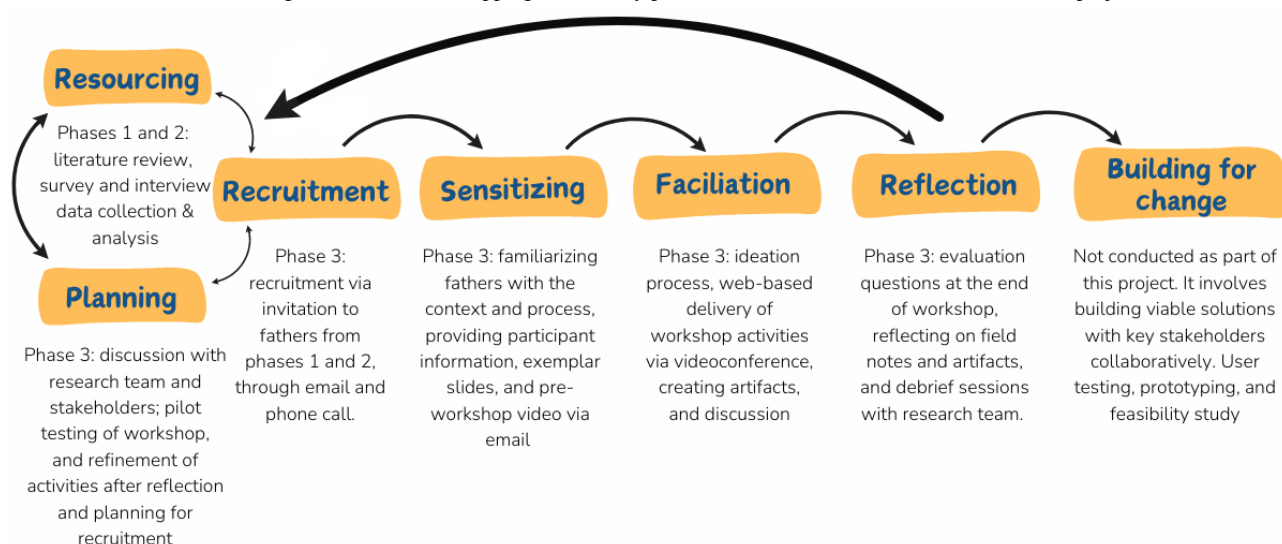 Resourcing
Phases 1 and 2:
literature review,
survey and interview
data collection &
analysis
Planning
Phase 3: discussion with
research team and
stakeholders; pilot
testing of workshop,
and refinement of
activities after reflection
and planning for
recruitment
Recruitment
Phase 3:
recruitment via
invitation to
fathers from
phases 1 and 2,
through email and
phone call.
Sensitizing
Phase 3: familiarizing
fathers with the
context and process,
providing participant
information, exemplar
slides, and pre-
workshop video via
email
Faciliation
Phase 3: ideation
process, web-based
delivery of
workshop activities
via videoconference,
creating artifacts,
and discussion
Reflection
Phase 3: evaluation
questions at the end
of workshop,
reflecting on field
notes and artifacts,
and debrief sessions
with research team.
Building for
change
Not conducted as part of
this project. It involves
building viable solutions
with key stakeholders
collaboratively. User
testing, prototyping, and
feasibility study